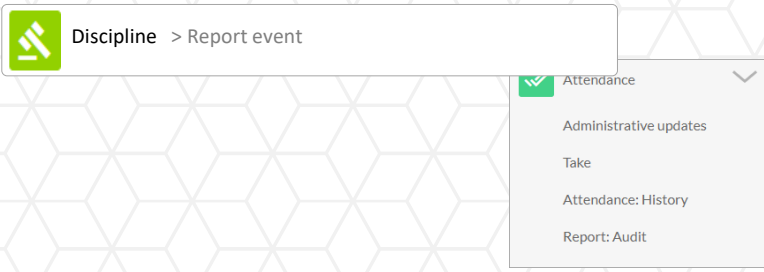 Discipline > Report event
Attendance
Administrative updates
Take
Attendance: History
Report: Audit